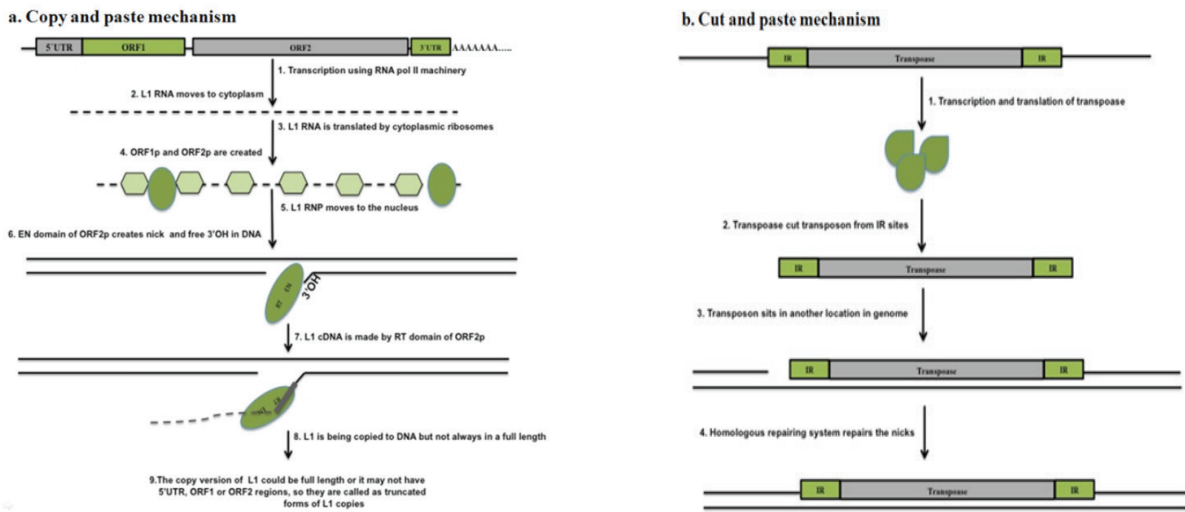 a. Copy and paste mechanism
5´UTR ORF1 ORF2 3´UTR AAAAAAA.....
1. Transcription using RNA pol II machinery
2. L1 RNA moves to cytoplasm
3. L1 RNA is translated by cytoplasmic ribosomes
4. ORF1p and ORF2p are created
5. L1 RNP moves to the nucleus
6. EN domain of ORF2p creates nick and free 3'OH in DNA
RT EN 3'OH
7. L1 cDNA is made by RT domain of ORF2p
RT
8. L1 is being copied to DNA but not always in a full length
9.The copy version of L1 could be full length or it may not have
5'UTR, ORF1 or ORF2 regions, so they are called as truncated
forms of L1 copies
b. Cut and paste mechanism
IR Transpoase IR
1. Transcription and translation of transpoase
2. Transpoase cut transposon from IR sites
IR Transpoase IR
3. Transposon sits in another location in genome
IR Transpoase IR
4. Homologous repairing system repairs the nicks
IR Transpoase IR